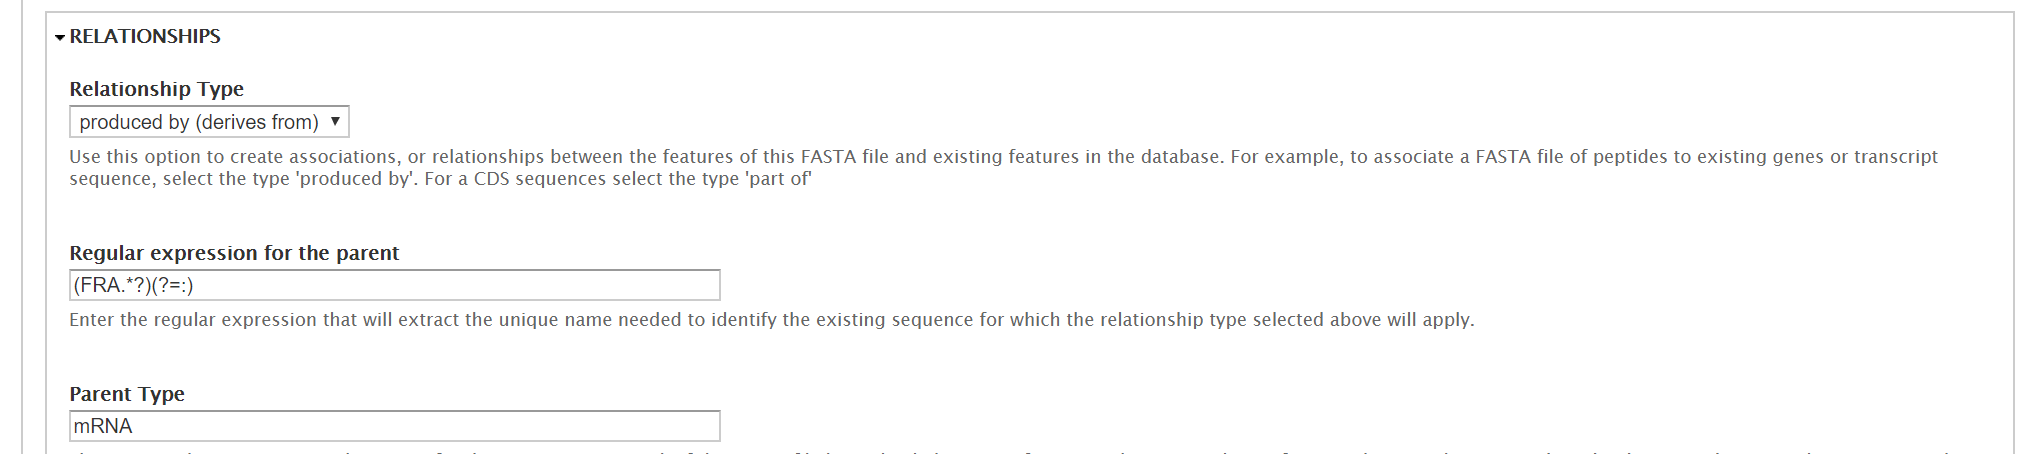 RELATIONSHIPS
Relationship Type
produced by (derives from)
Use this option to create associations, or relationships between the features of this FASTA file and existing features in the database. For example, to associate a FASTA file of peptides to existing genes or transcript
sequence, select the type 'produced by'. For a CDS sequences select the type 'part of'
Regular expression for the parent
(FRA.*?)(?=:)
Enter the regular expression that will extract the unique name needed to identify the existing sequence for which the relationship type selected above will apply.
Parent Type
mRNA